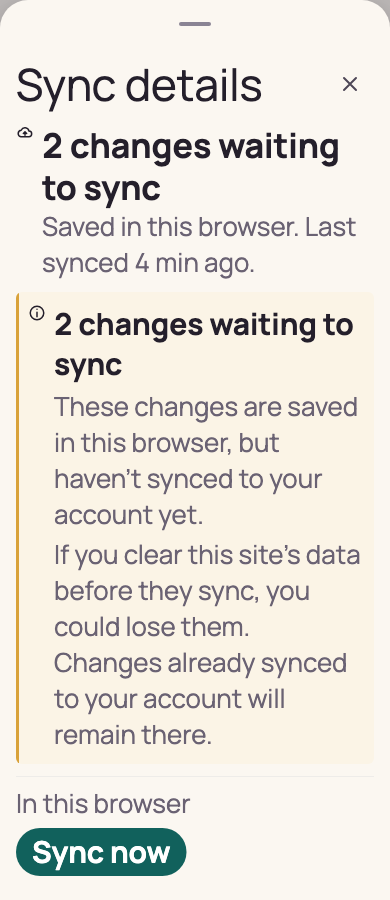 Sync details
2 changes waiting
to sync
Saved in this browser. Last
synced 4 min ago.
2 changes waiting to
sync
These changes are saved
in this browser, but
haven’t synced to your
account yet.
If you clear this site’s data
before they sync, you
could lose them.
Changes already synced
to your account will
remain there.
In this browser
Sync now